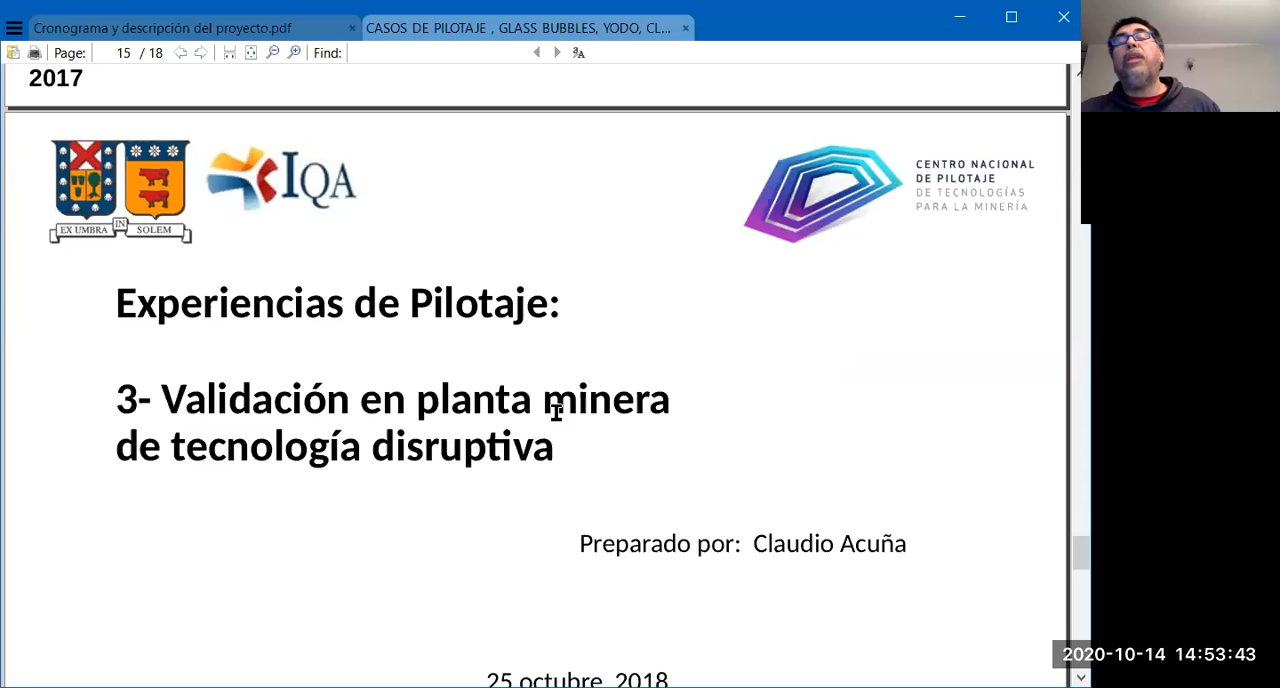 Cronograma y descripción del proyecto.pdf
CASOS DE PILOTAJE , GLASS BUBBLES, YODO, CL...
Page: 15 / 18 Find:
2017
EX UMBRA IN SOLEM
IQA
CENTRO NACIONAL
DE PILOTAJE
DE TECNOLOGÍAS
PARA LA MINERÍA
Experiencias de Pilotaje:
3- Validación en planta minera
de tecnología disruptiva
Preparado por: Claudio Acuña
25 octubre 2018
2020-10-14 14:53:43